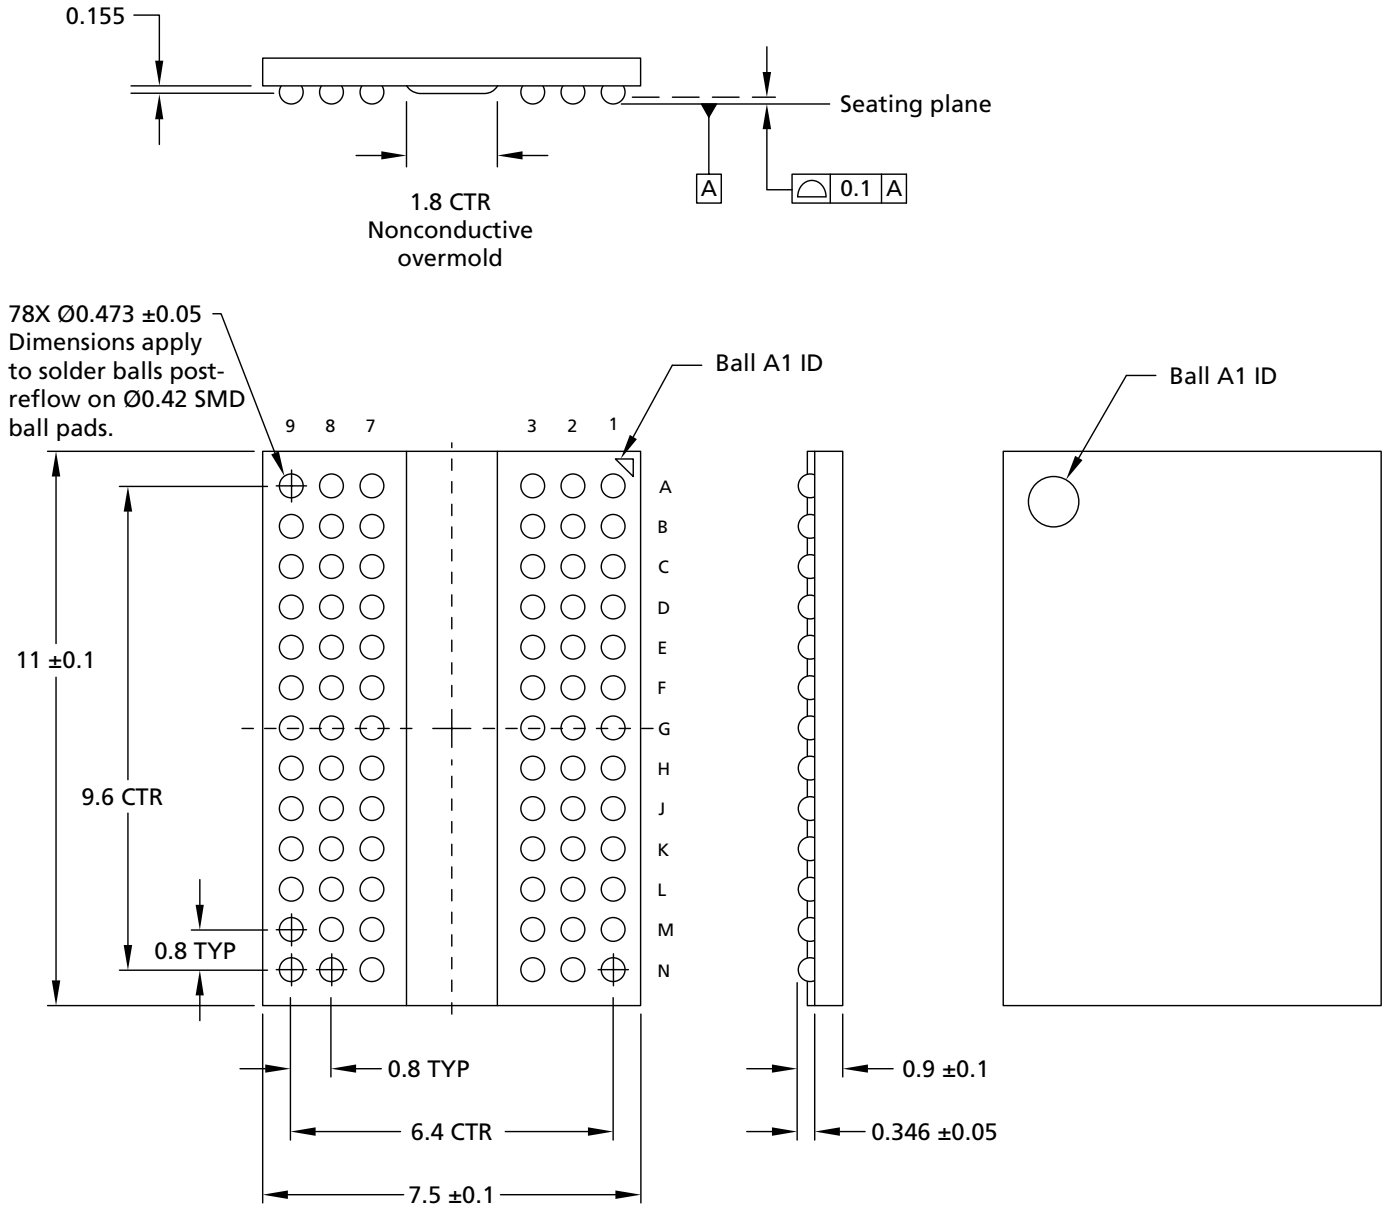 0.155
Seating plane
A
0.1 A
1.8 CTR
Nonconductive
overmold
78X Ø0.473 ±0.05
Dimensions apply
to solder balls post-
reflow on Ø0.42 SMD
ball pads.
Ball A1 ID
Ball A1 ID
9 8 7 3 2 1
A
B
C
D
E
F
G
H
J
K
L
M
N
11 ±0.1
9.6 CTR
0.8 TYP
0.8 TYP
6.4 CTR
7.5 ±0.1
0.9 ±0.1
0.346 ±0.05